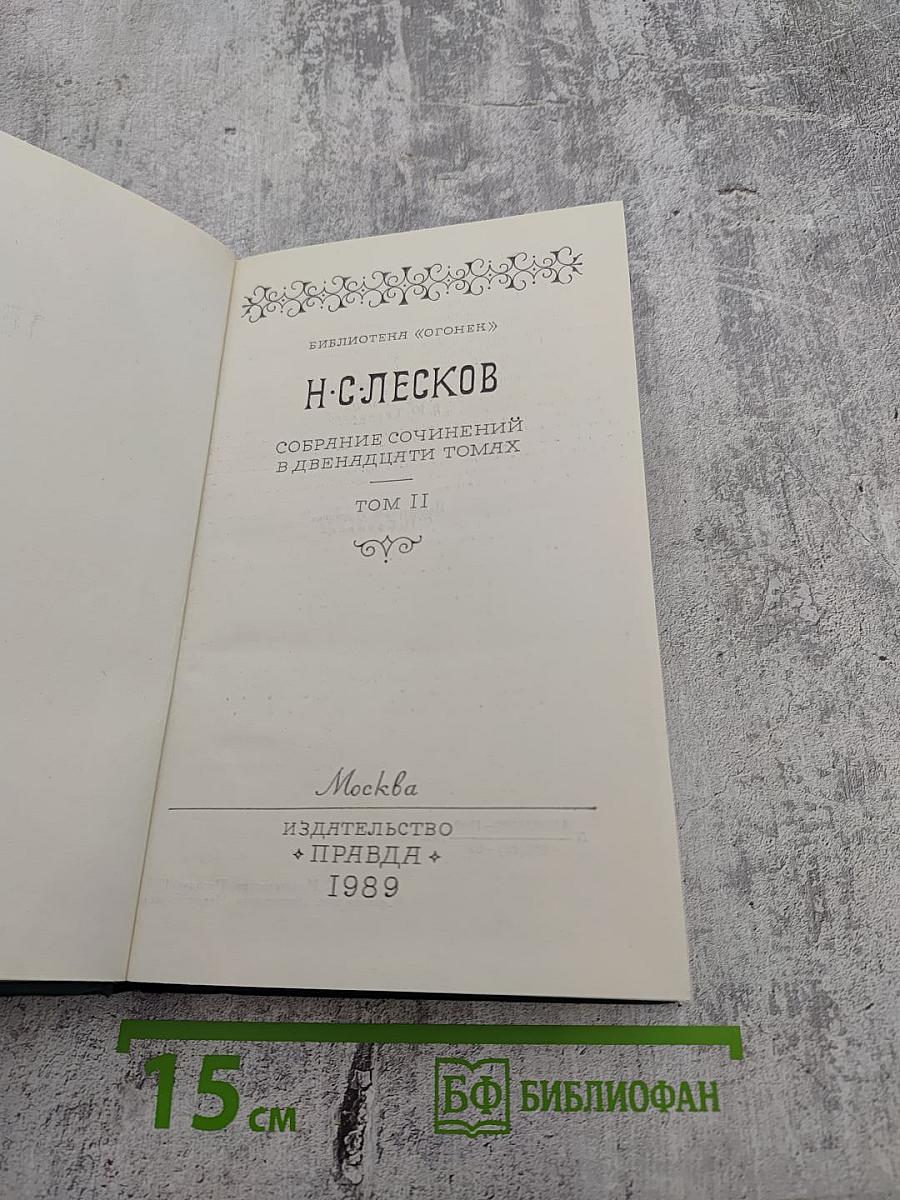 БИБЛИОТЕКА «ОГОНЕК»
Н·С·ЛЕСКОВ
СОБРАНИЕ СОЧИНЕНИЙ
В ДВЕНАДЦАТИ ТОМАХ
ТОМ II
Москва
ИЗДАТЕЛЬСТВО
ПРАВДА
1989
15 см
БФ БИБЛИОФАН